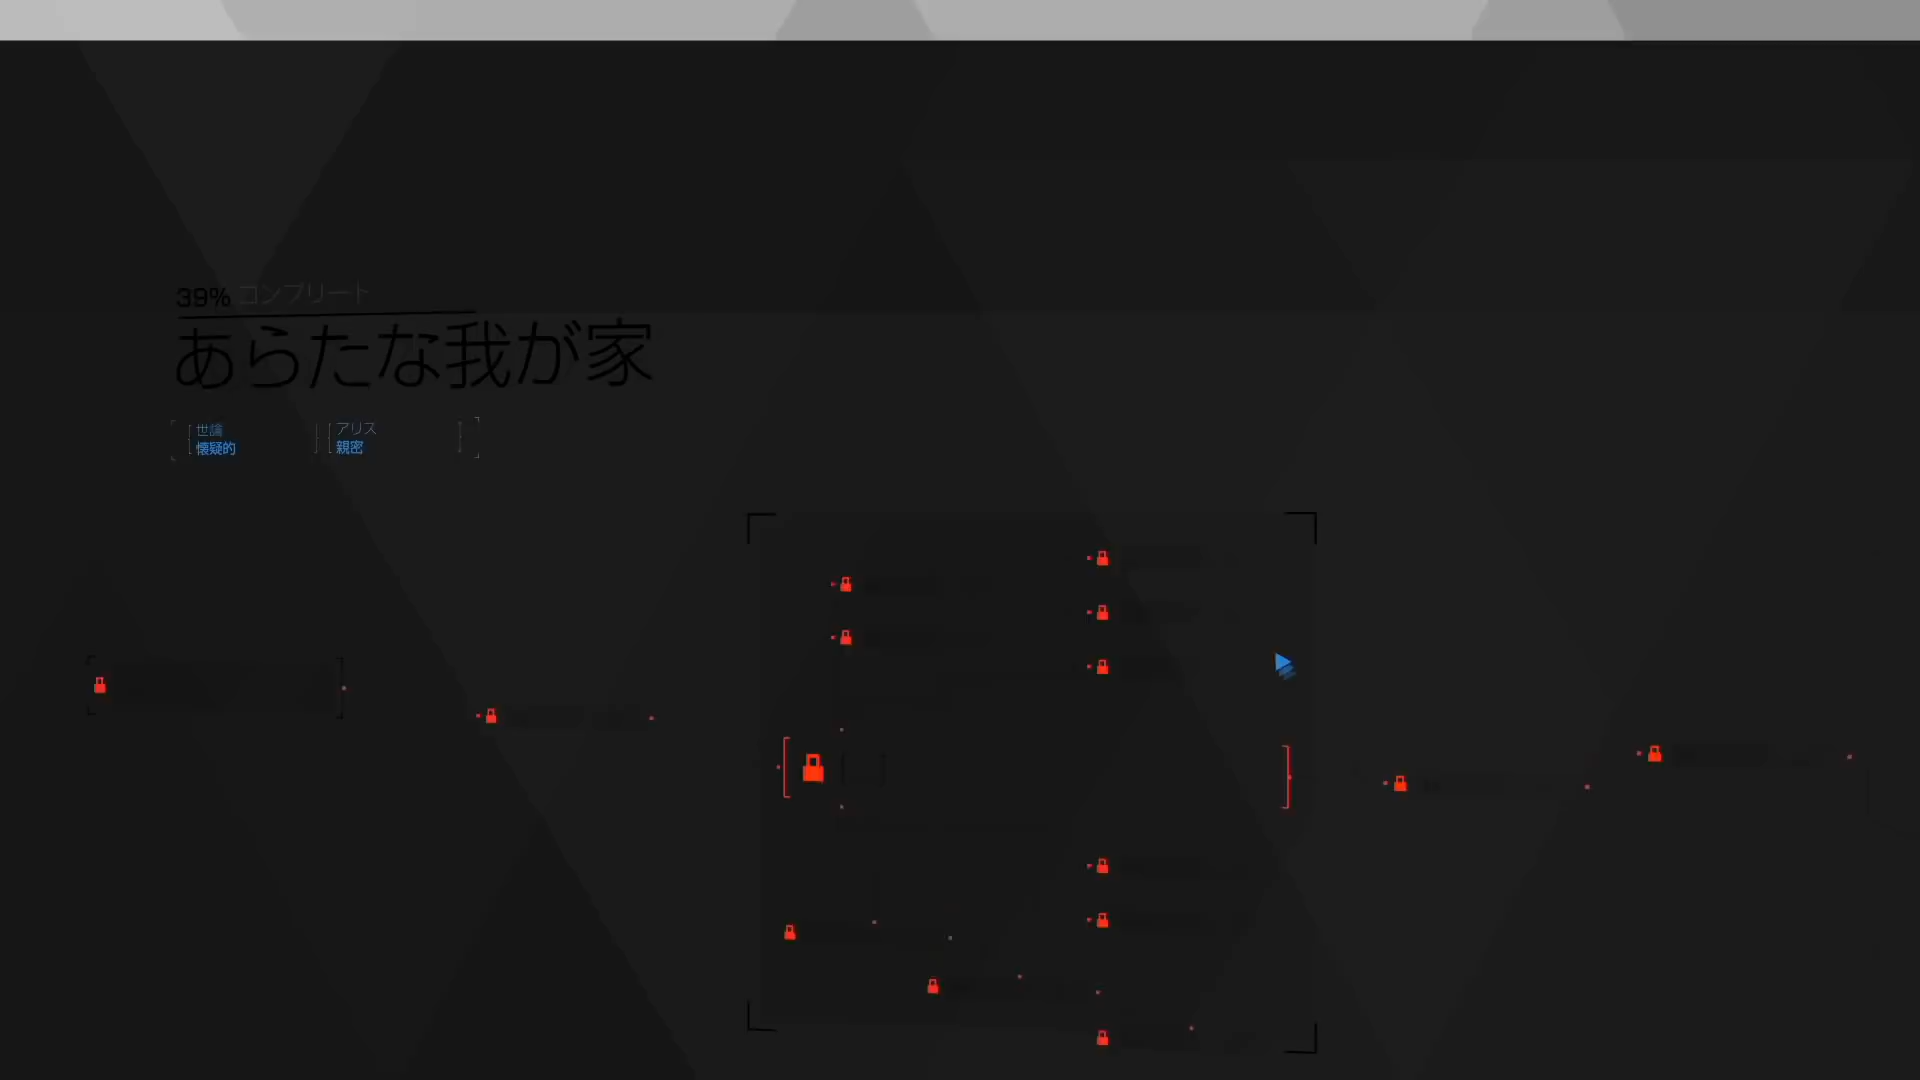 39% コンプリート
あらたな我が家
世論
懐疑的
アリス
親密